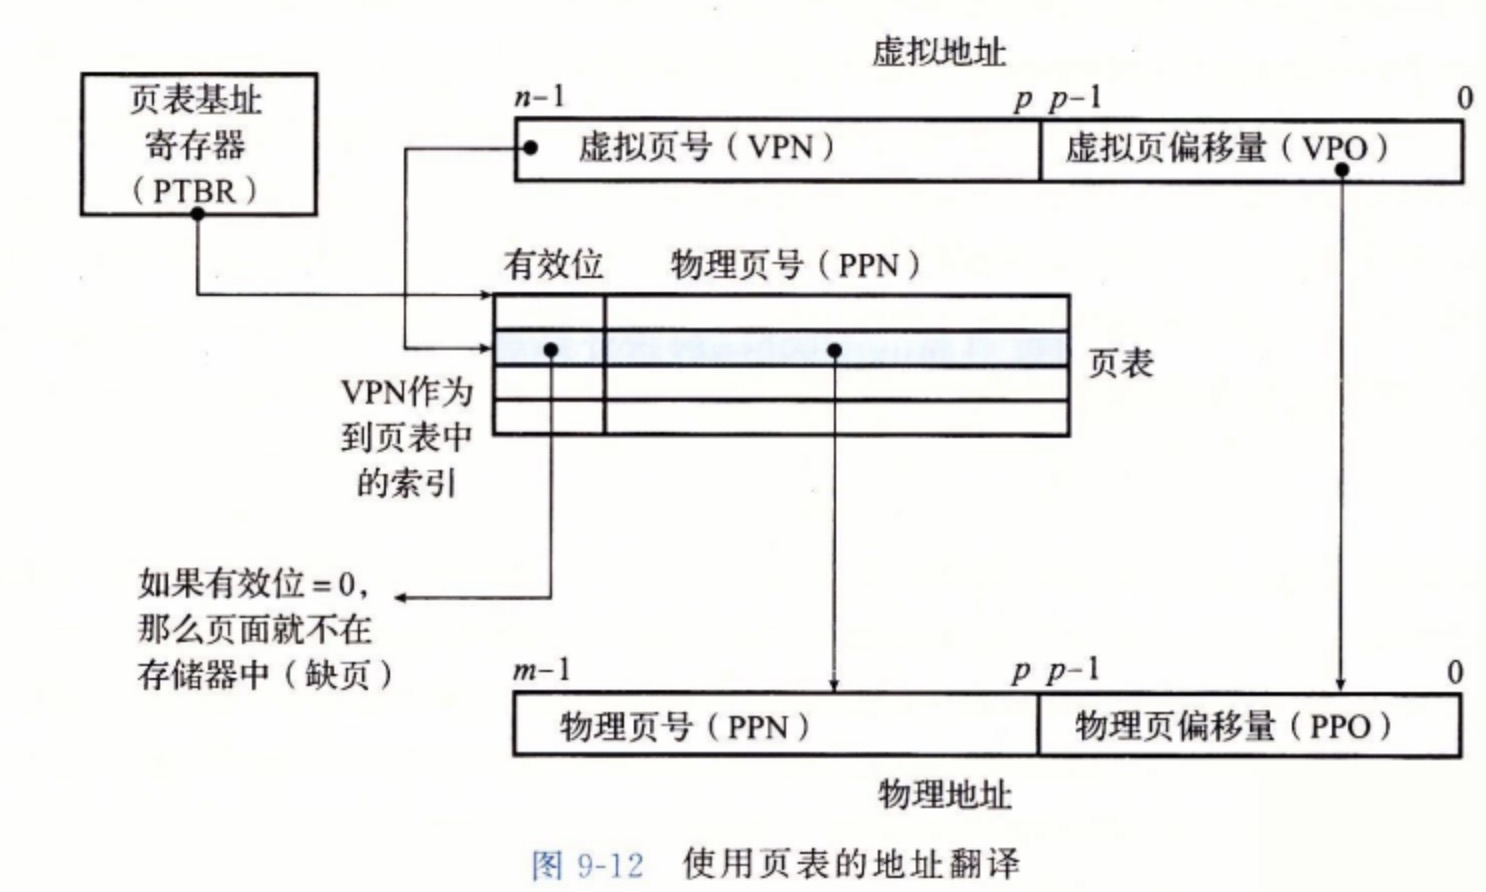 虚拟地址
页表基址
寄存器
（PTBR）
n-1 p p-1 0
虚拟页号（VPN） 虚拟页偏移量（VPO）
有效位 物理页号（PPN）
页表
VPN作为
到页表中
的索引
如果有效位=0，
那么页面就不在
存储器中（缺页）
m-1 p p-1 0
物理页号（PPN） 物理页偏移量（PPO）
物理地址
图 9-12 使用页表的地址翻译